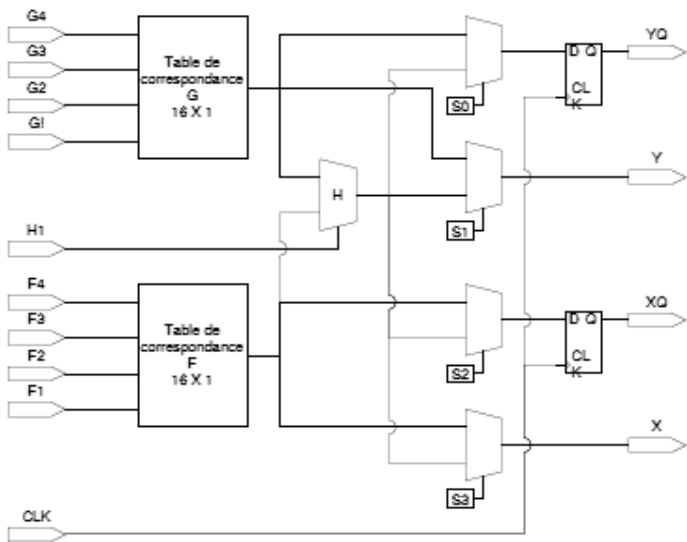 G4
G3
G2
G!
Table de
correspondance
G
16 X 1
S0
D Q
CL
K
YQ
H
S1
Y
H1
F4
F3
F2
F1
Table de
correspondance
F
16 X 1
S2
D Q
CL
K
XQ
S3
X
CLK